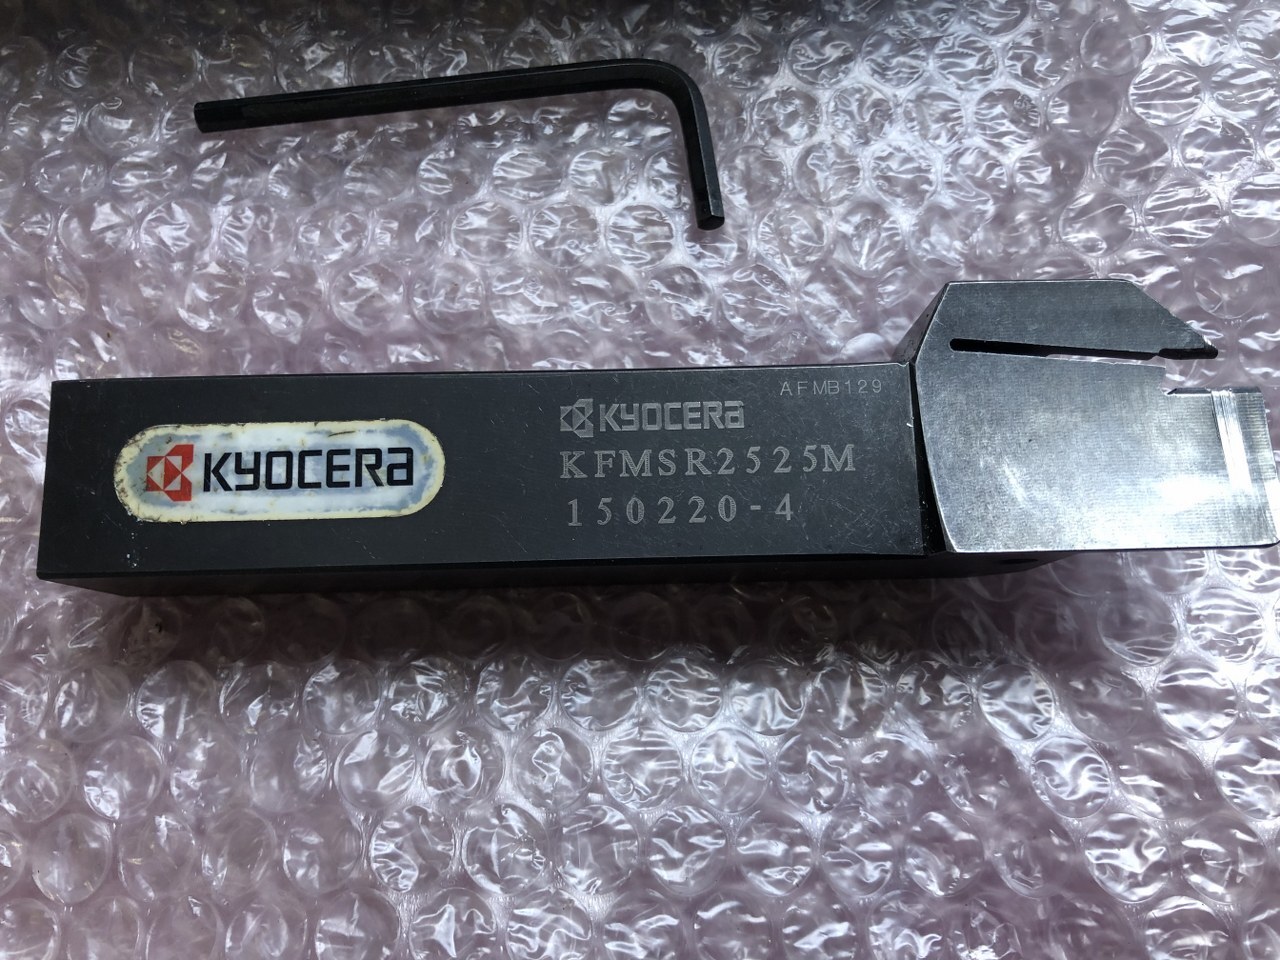 AFMB129
KYOCERA
KYOCERA
KFMSR2525M
150220-4